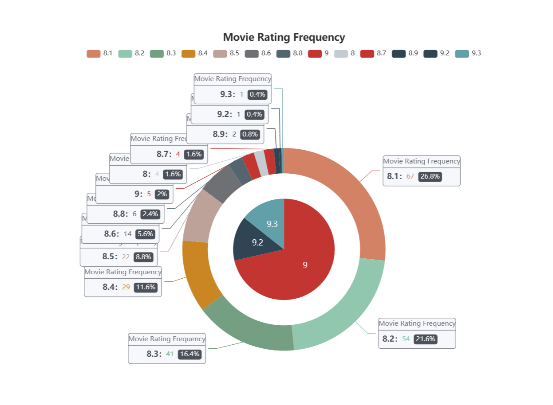 Movie Rating Frequency
8.1 8.2 8.3 8.4 8.5 8.6 8.8 9 8 8.7 8.9 9.2 9.3
Movie Rating Frequency
9.3: 1 0.4%
9.2: 1 0.4%
8.9: 2 0.8%
Movie Rating Freq
8.7: 4 1.6%
Mov
8: 4 1.6%
Movi
9: 5 2%
8.8: 6 2.4%
8.6: 14 5.6%
8.5: 22 8.8%
Movie Rating Frequency
8.4: 29 11.6%
Movie Rating Frequency
8.3: 41 16.4%
Movie Rating Frequency
8.1: 67 26.8%
Movie Rating Frequency
8.2: 54 21.6%
9.3
9.2
9